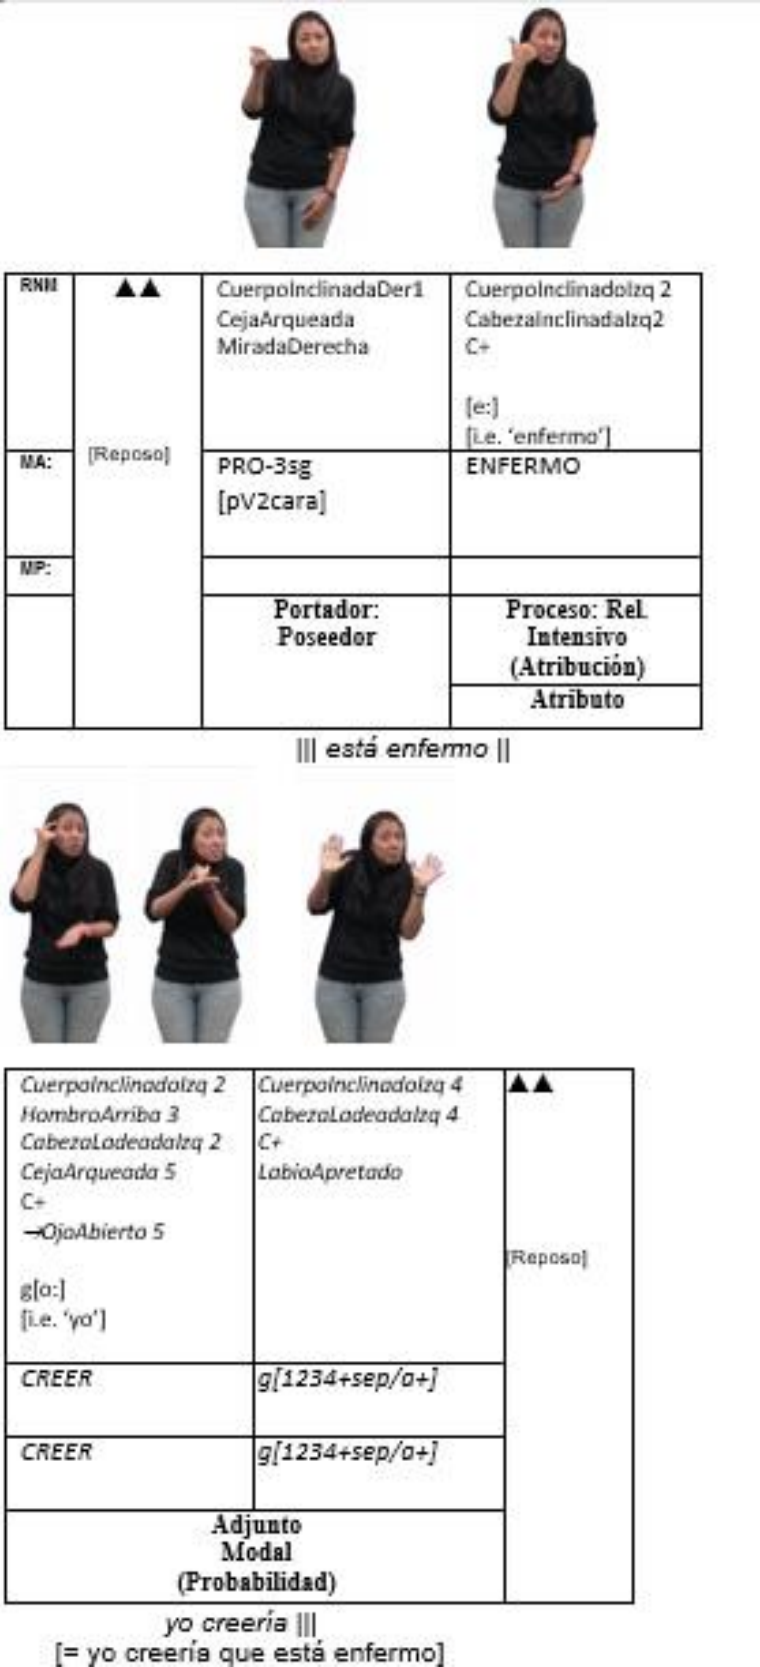 RNM
▲▲
CuerpoInclinadaDer1
CejaArqueada
MiradaDerecha
CuerpoInclinadoIzq 2
CabezaInclinadaIzq2
C+
[e:]
[i.e. ‘enfermo’]
MA:
[Reposo]
PRO-3sg
[pV2cara]
ENFERMO
MP:
Portador:
Poseedor
Proceso: Rel.
Intensivo
(Atribución)
Atributo
||| está enfermo ||
CuerpoInclinadoIzq 2
HombroArriba 3
CabezaLadeadaIzq 2
CejaArqueada 5
C+
→OjoAbierto 5
g[o:]
[i.e. ‘yo’]
CuerpoInclinadoIzq 4
CabezaLadeadaIzq 4
C+
LabioApretado
▲▲
[Reposo]
CREER
g[1234+sep/a+]
CREER
g[1234+sep/a+]
Adjunto
Modal
(Probabilidad)
yo creería |||
[= yo creería que está enfermo]